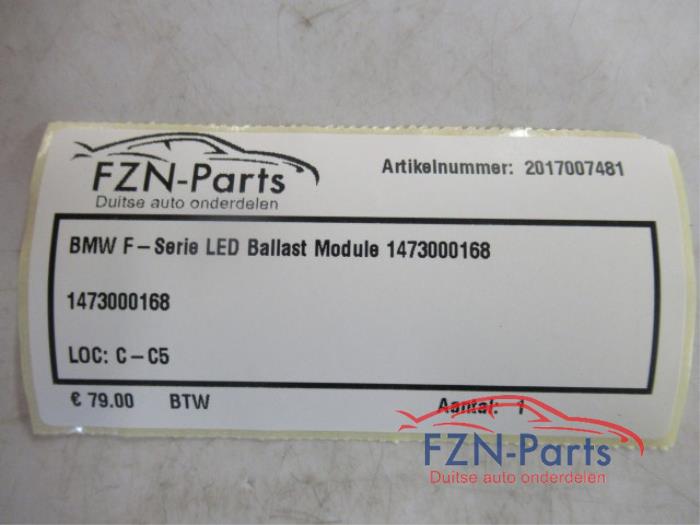 FZN-Parts
Duitse auto onderdelen
Artikelnummer: 2017007481
BMW F-Serie LED Ballast Module 1473000168
1473000168
LOC: C-C5
€ 79.00 BTW Aantal: 1
FZN-Parts
Duitse auto onderdelen